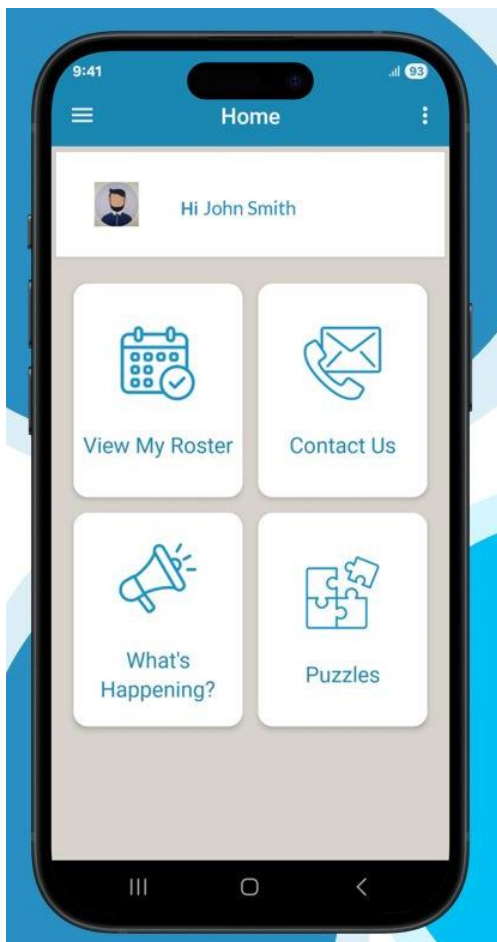 9:41
93
Home
Hi John Smith
View My Roster
Contact Us
What's
Happening?
Puzzles